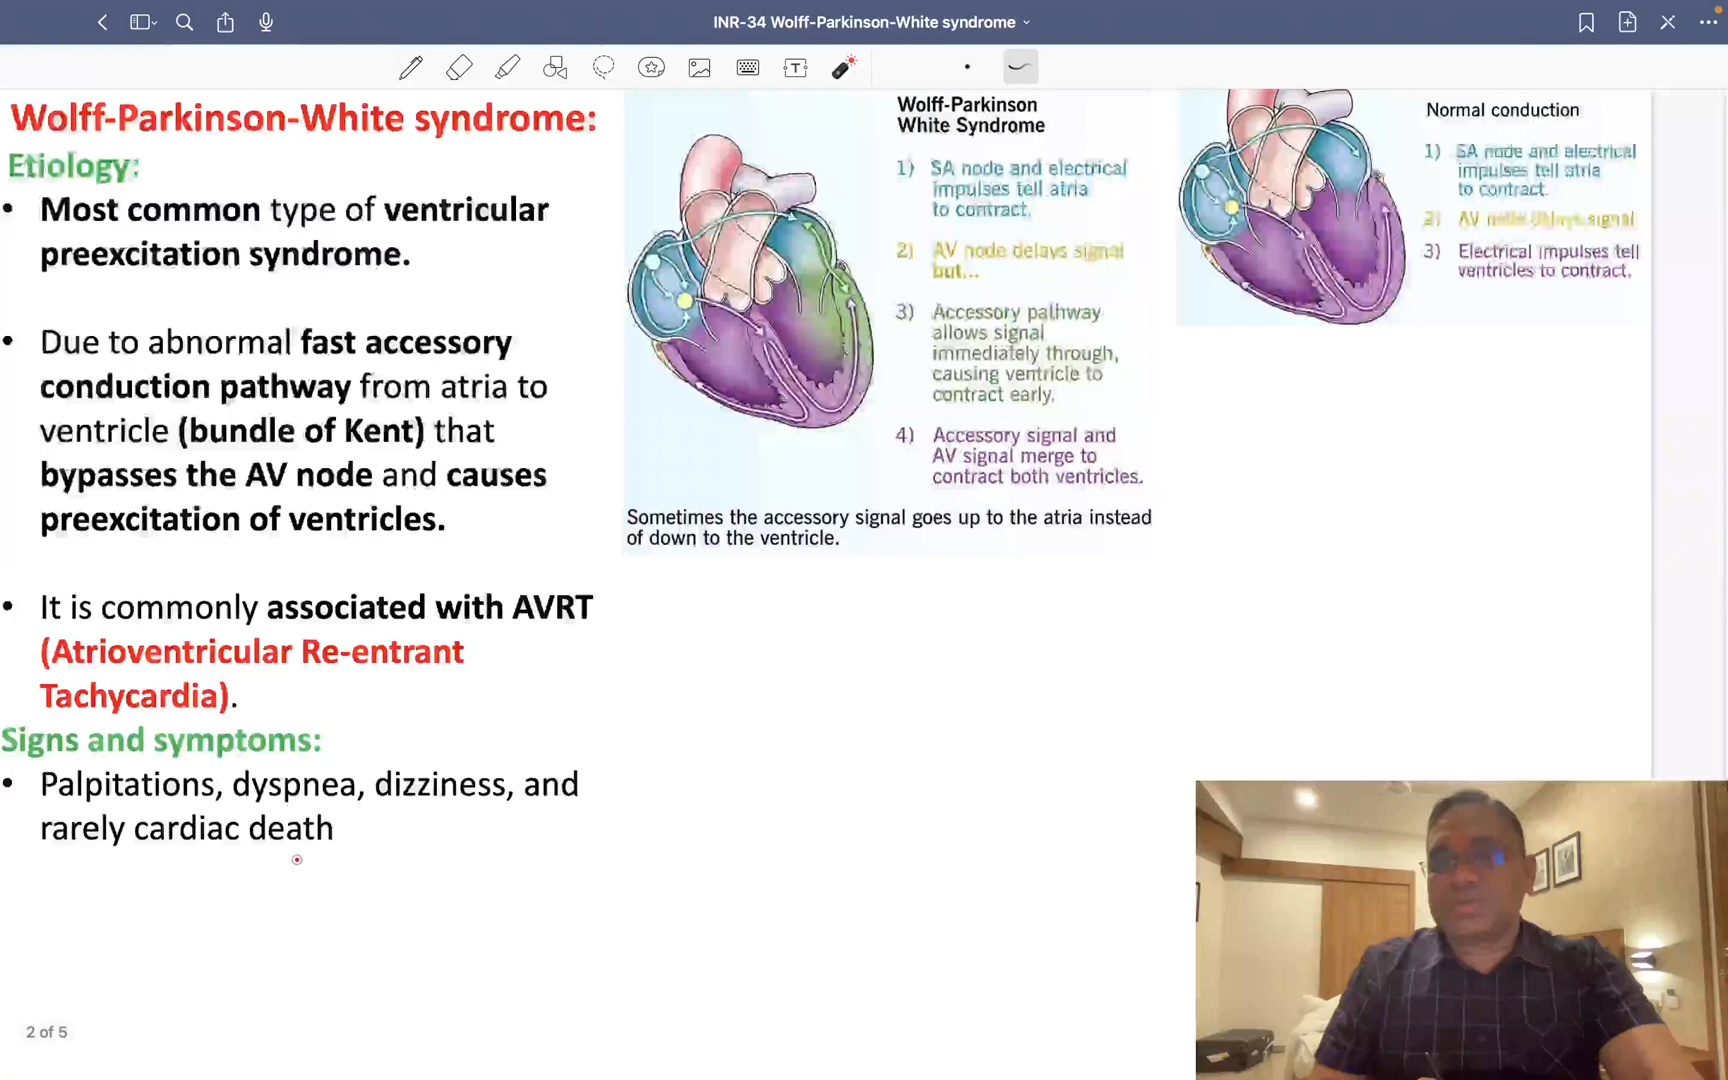 INR-34 Wolff-Parkinson-White syndrome
Wolff-Parkinson-White syndrome:
Etiology:
• Most common type of ventricular
preexcitation syndrome.
• Due to abnormal fast accessory
conduction pathway from atria to
ventricle (bundle of Kent) that
bypasses the AV node and causes
preexcitation of ventricles.
• It is commonly associated with AVRT
(Atrioventricular Re-entrant
Tachycardia).
Signs and symptoms:
• Palpitations, dyspnea, dizziness, and
rarely cardiac death
2 of 5
Wolff-Parkinson
White Syndrome
1) SA node and electrical
impulses tell atria
to contract.
2) AV node delays signal
but...
3) Accessory pathway
allows signal
immediately through,
causing ventricle to
contract early.
4) Accessory signal and
AV signal merge to
contract both ventricles.
Sometimes the accessory signal goes up to the atria instead
of down to the ventricle.
Normal conduction
1) SA node and electrical
impulses tell atria
to contract.
2) AV node delays signal
3) Electrical impulses tell
ventricles to contract.